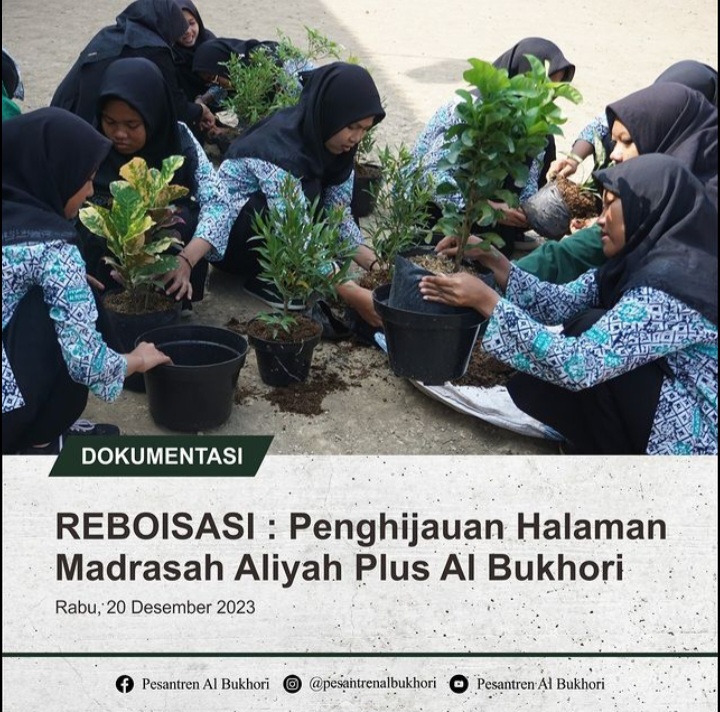 DOKUMENTASI
REBOISASI : Penghijauan Halaman
Madrasah Aliyah Plus Al Bukhori
Rabu, 20 Desember 2023
Pesantren Al Bukhori @pesantrenalbukhori Pesantren Al Bukhori